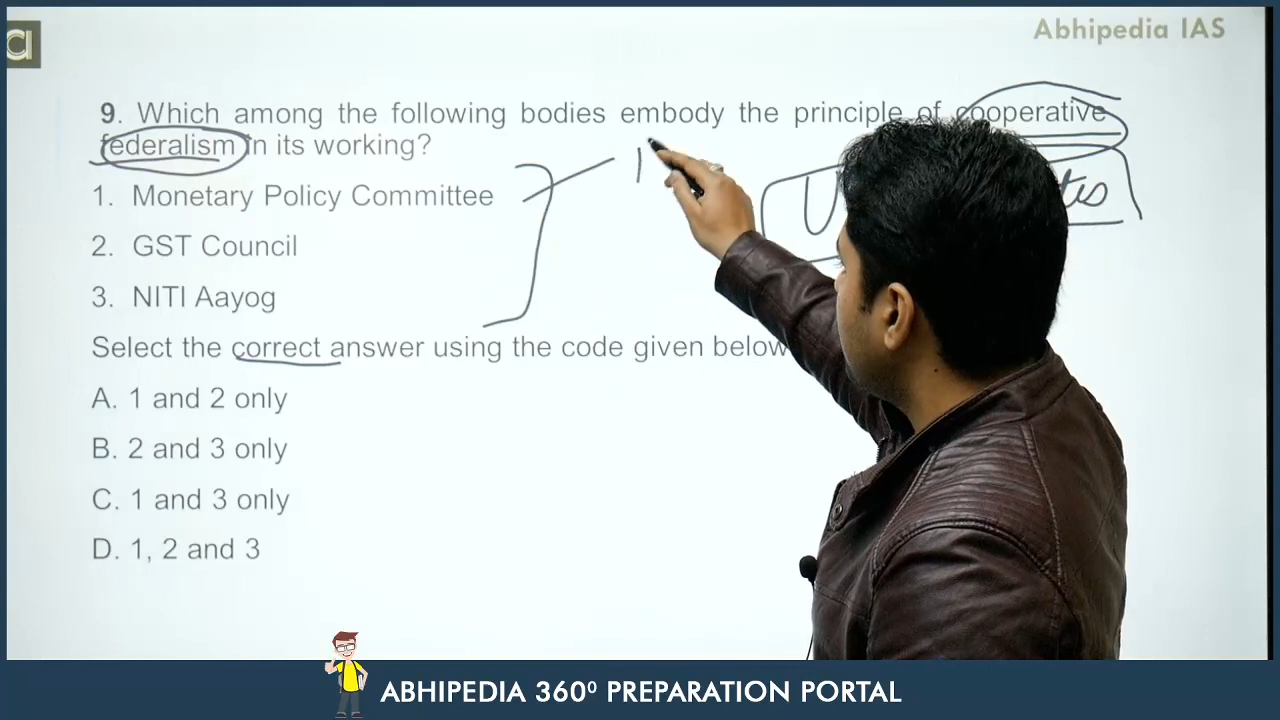 Abhipedia IAS
9. Which among the following bodies embody the principle of cooperative
federalism in its working?
1. Monetary Policy Committee
2. GST Council
3. NITI Aayog
Select the correct answer using the code given below
A. 1 and 2 only
B. 2 and 3 only
C. 1 and 3 only
D. 1, 2 and 3
ABHIPEDIA 360⁰ PREPARATION PORTAL